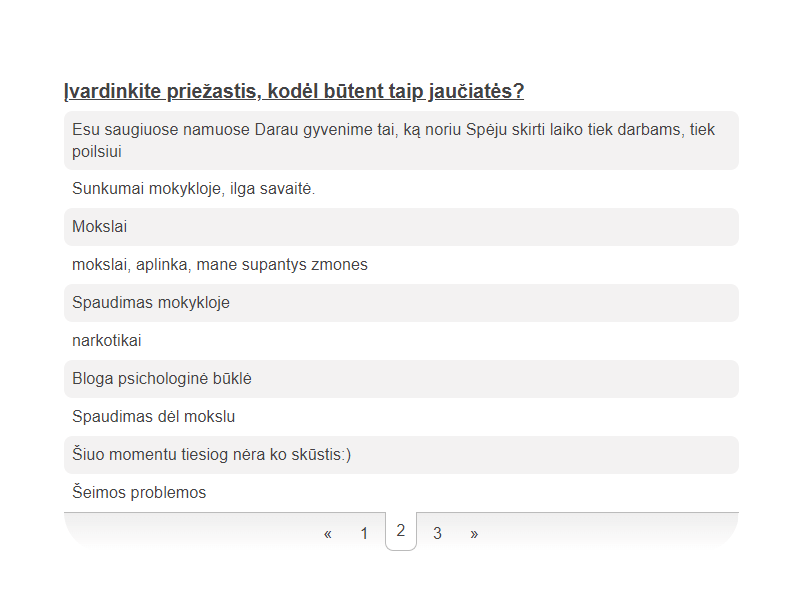 Įvardinkite priežastis, kodėl būtent taip jaučiatės?
Esu saugiuose namuose Darau gyvenime tai, ką noriu Spėju skirti laiko tiek darbams, tiek
poilsiui
Sunkumai mokykloje, ilga savaitė.
Mokslai
mokslai, aplinka, mane supantys zmones
Spaudimas mokykloje
narkotikai
Bloga psichologinė būklė
Spaudimas dėl mokslu
Šiuo momentu tiesiog nėra ko skūstis:)
Šeimos problemos
« 1 2 3 »